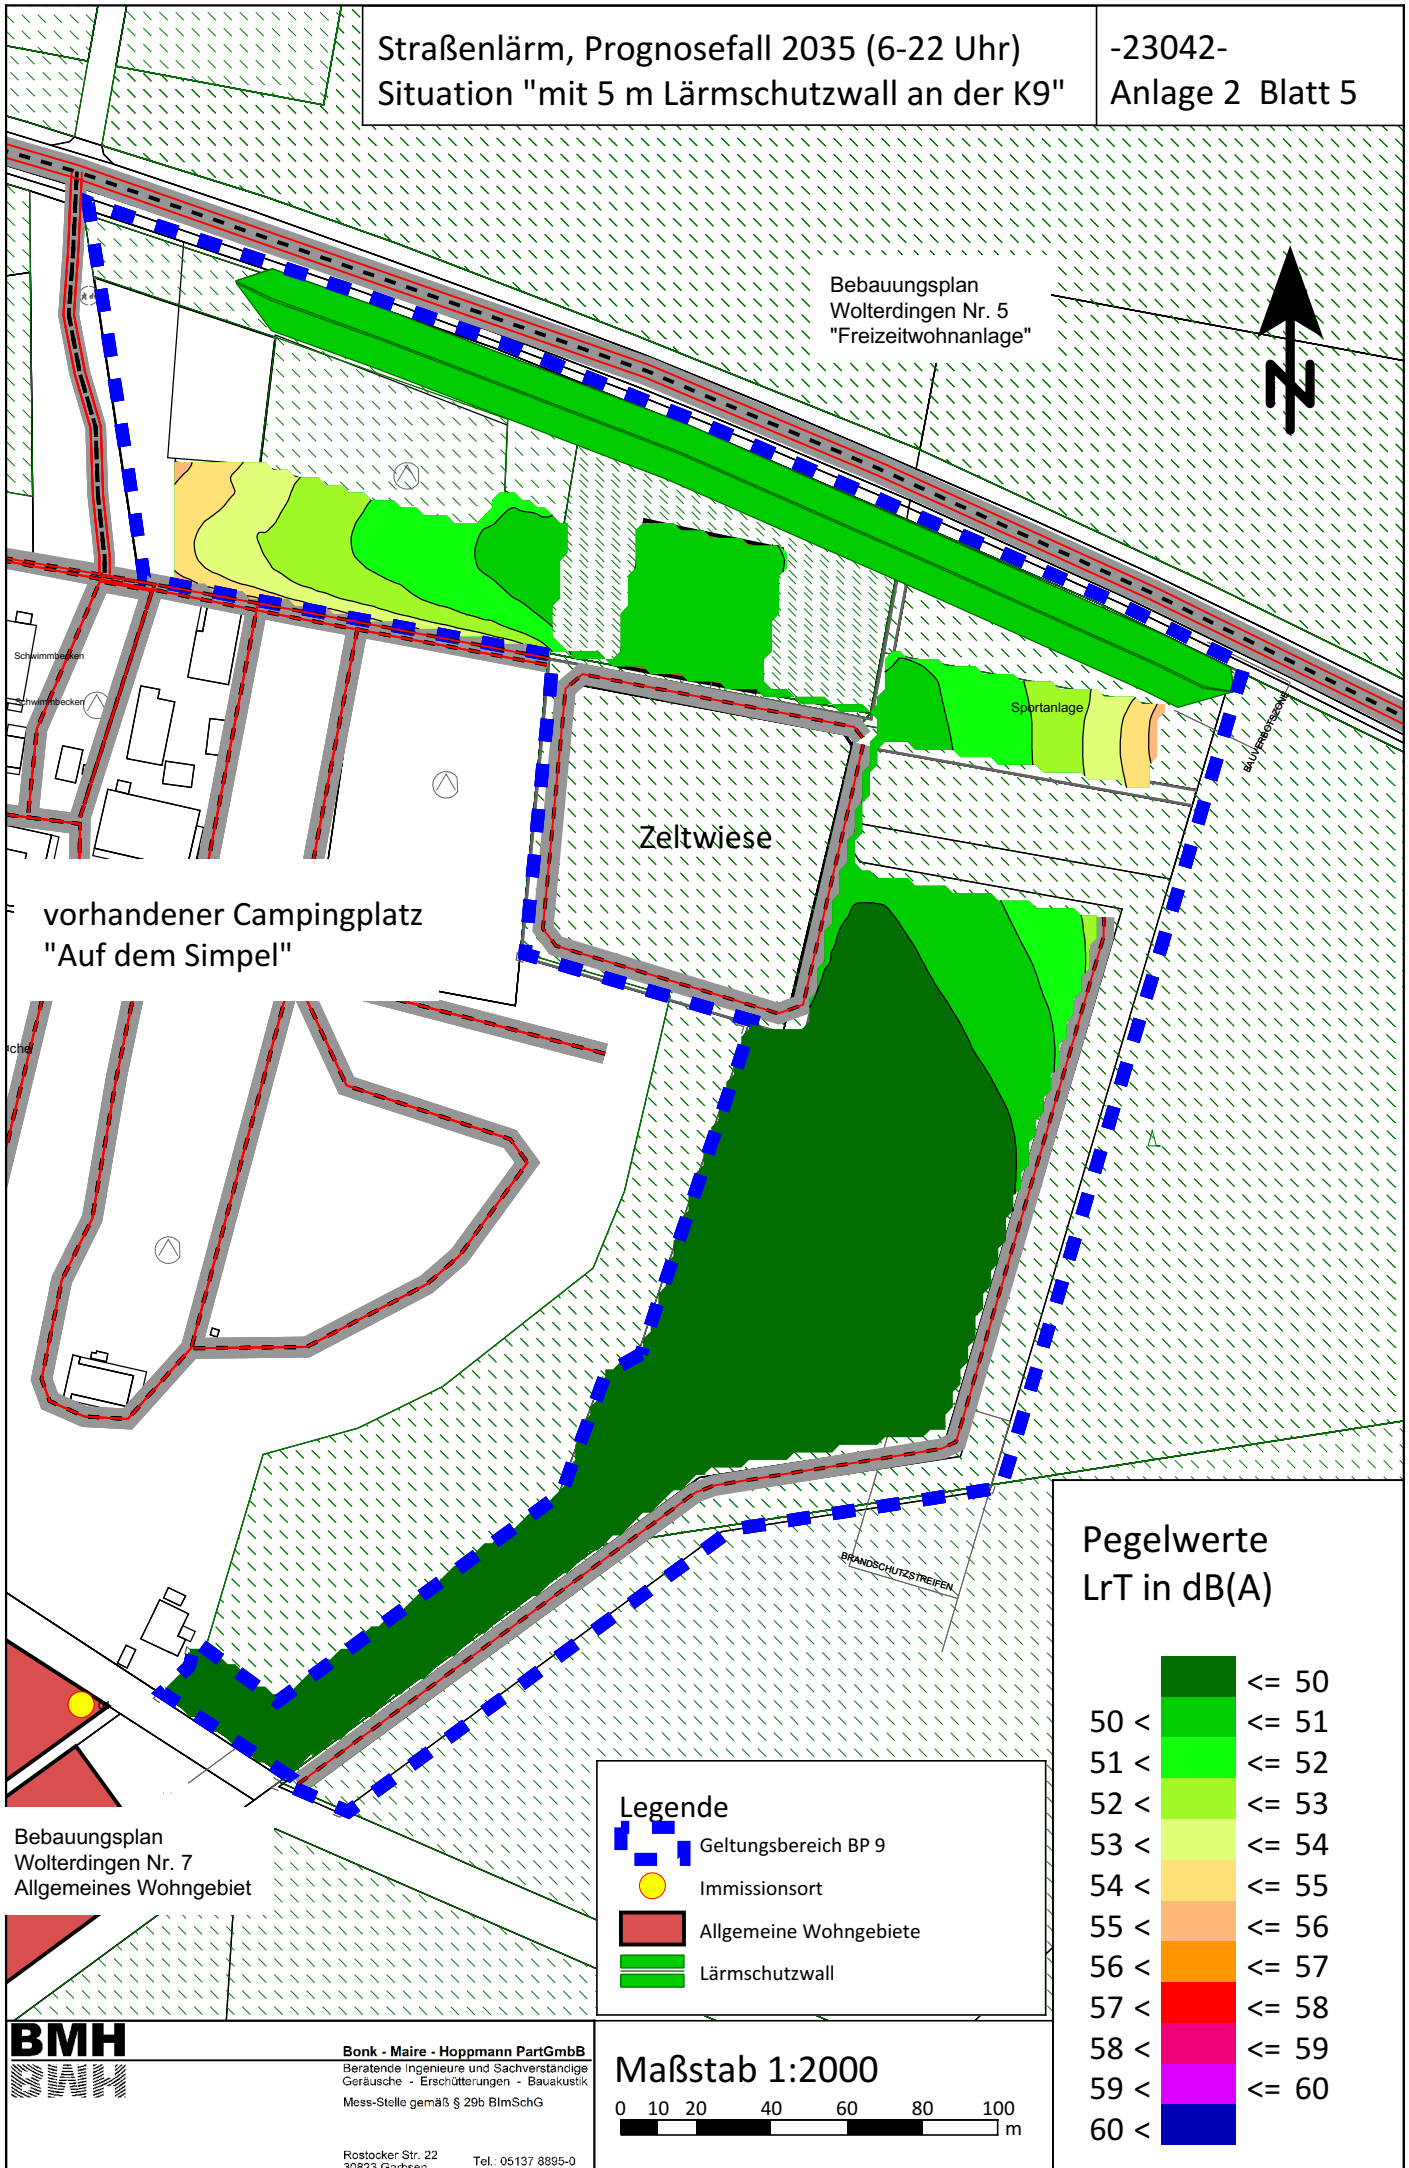 Straßenlärm, Prognosefall 2035 (6-22 Uhr)
Situation "mit 5 m Lärmschutzwall an der K9"
-23042-
Anlage 2 Blatt 5
Bebauungsplan
Wolterdingen Nr. 5
"Freizeitwohnanlage"
N
Schwimmbecken
Schwimmbecken
Sportanlage
BAUVERBOTSZONE
Zeltwiese
vorhandener Campingplatz
"Auf dem Simpel"
BRANDSCHUTZSTREIFEN
Bebauungsplan
Wolterdingen Nr. 7
Allgemeines Wohngebiet
Legende
Geltungsbereich BP 9
Immissionsort
Allgemeine Wohngebiete
Lärmschutzwall
Pegelwerte
LrT in dB(A)
<= 50
50 < <= 51
51 < <= 52
52 < <= 53
53 < <= 54
54 < <= 55
55 < <= 56
56 < <= 57
57 < <= 58
58 < <= 59
59 < <= 60
60 <
BMH
BMH
Bonk - Maire - Hoppmann PartGmbB
Beratende Ingenieure und Sachverständige
Geräusche - Erschütterungen - Bauakustik
Mess-Stelle gemäß § 29b BImSchG
Rostocker Str. 22
30823 Garbsen
Tel.: 05137 8895-0
Maßstab 1:2000
0 10 20 40 60 80 100
m